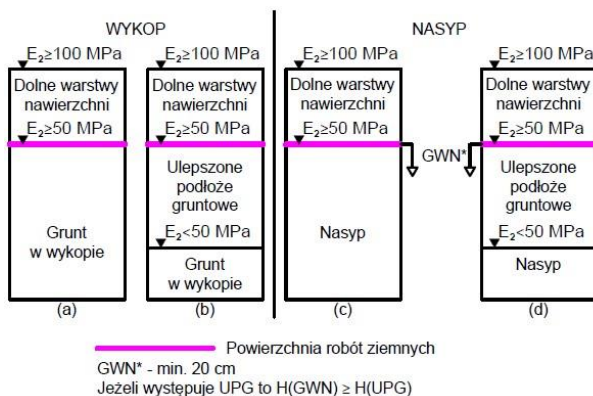 WYKOP
NASYP
E₂≥100 MPa
E₂≥100 MPa
E₂≥100 MPa
E₂≥100 MPa
Dolne warstwy
nawierzchni
Dolne warstwy
nawierzchni
Dolne warstwy
nawierzchni
Dolne warstwy
nawierzchni
E₂≥50 MPa
E₂≥50 MPa
E₂≥50 MPa
E₂≥50 MPa
GWN*
Grunt
w wykopie
Ulepszone
podłoże
gruntowe
E₂<50 MPa
Grunt
w wykopie
Nasyp
Ulepszone
podłoże
gruntowe
E₂<50 MPa
Nasyp
(a)
(b)
(c)
(d)
Powierzchnia robót ziemnych
GWN* - min. 20 cm
Jeżeli występuje UPG to H(GWN) ≥ H(UPG)